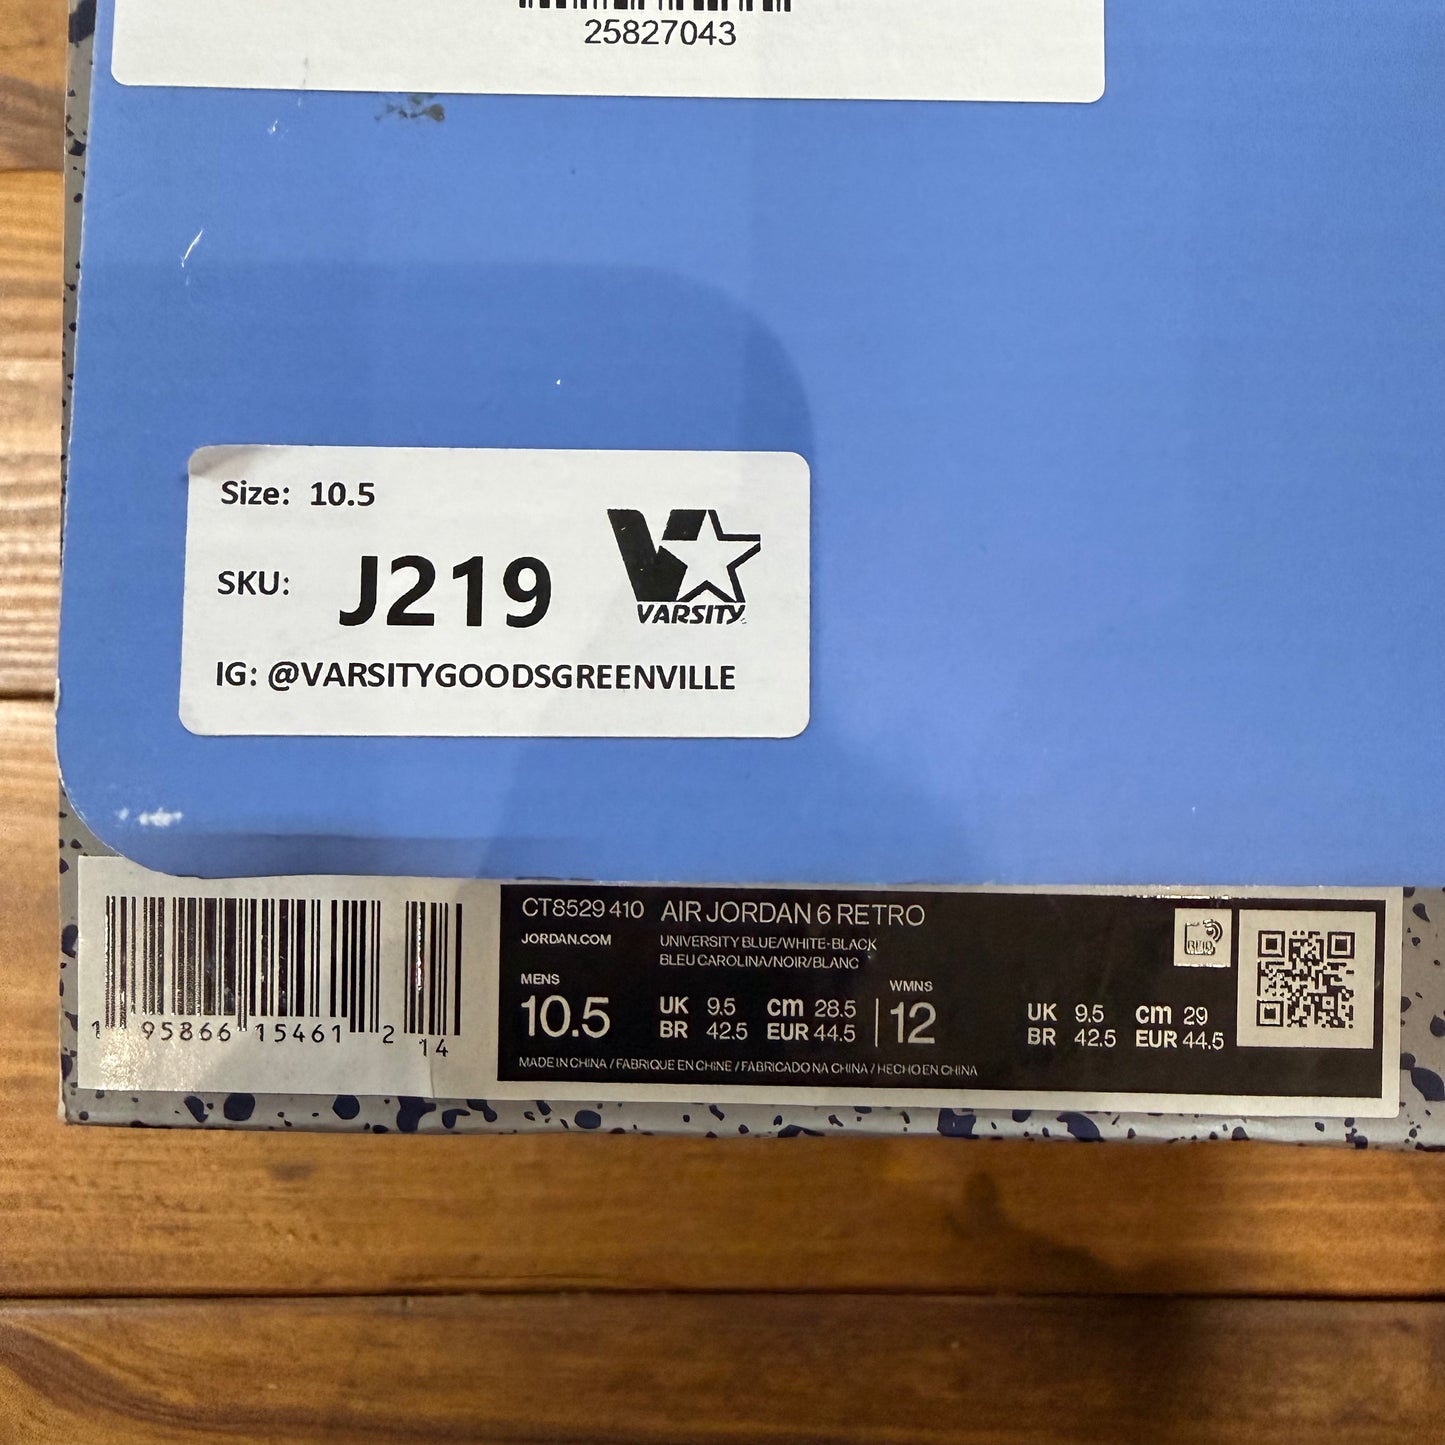 25827043
Size: 10.5
SKU: J219
VARSITY
IG: @VARSITYGOODSGREENVILLE
1 95866 15461 2 14
CT8529 410 AIR JORDAN 6 RETRO
JORDAN.COM
UNIVERSITY BLUE/WHITE-BLACK
BLEU CAROLINA/NOIR/BLANC
MENS WMNS
10.5 UK 9.5 cm 28.5 12 UK 9.5 cm 29
BR 42.5 EUR 44.5 BR 42.5 EUR 44.5
MADE IN CHINA / FABRIQUE EN CHINE / FABRICADO NA CHINA / HECHO EN CHINA